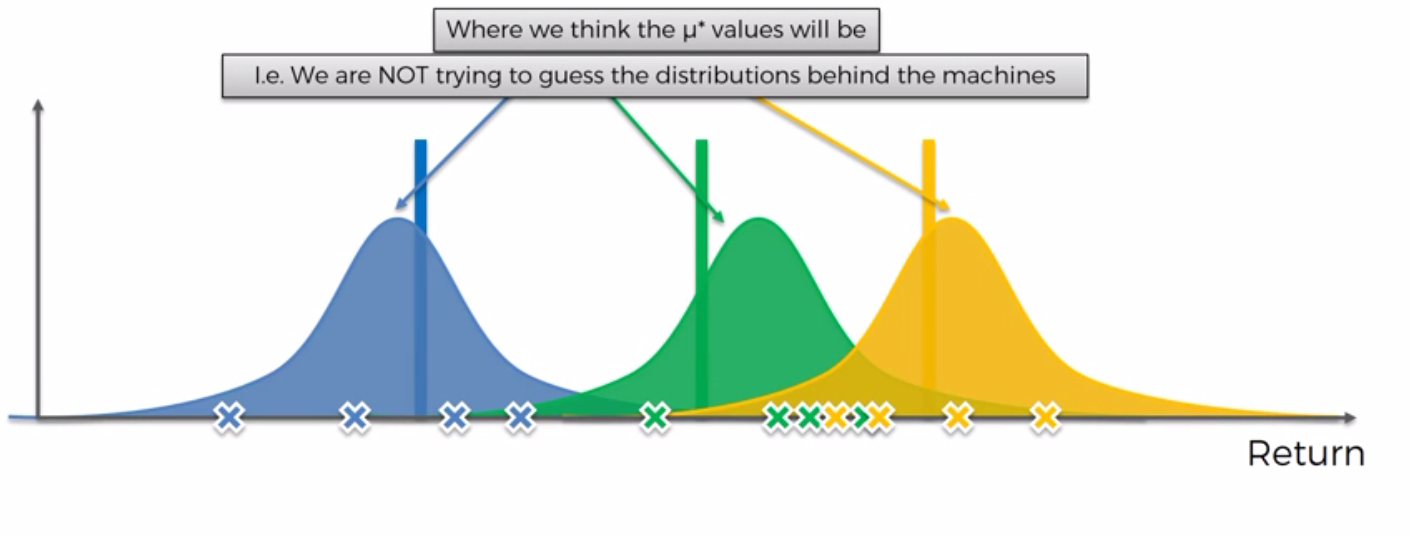 Where we think the µ* values will be
I.e. We are NOT trying to guess the distributions behind the machines
Return